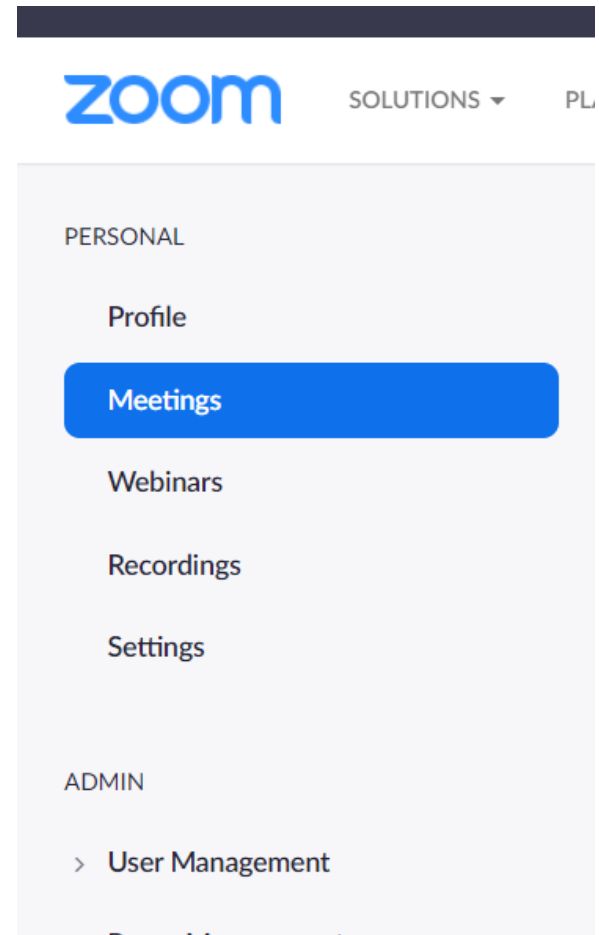 zoom SOLUTIONS
PERSONAL
Profile
Meetings
Webinars
Recordings
Settings
ADMIN
User Management